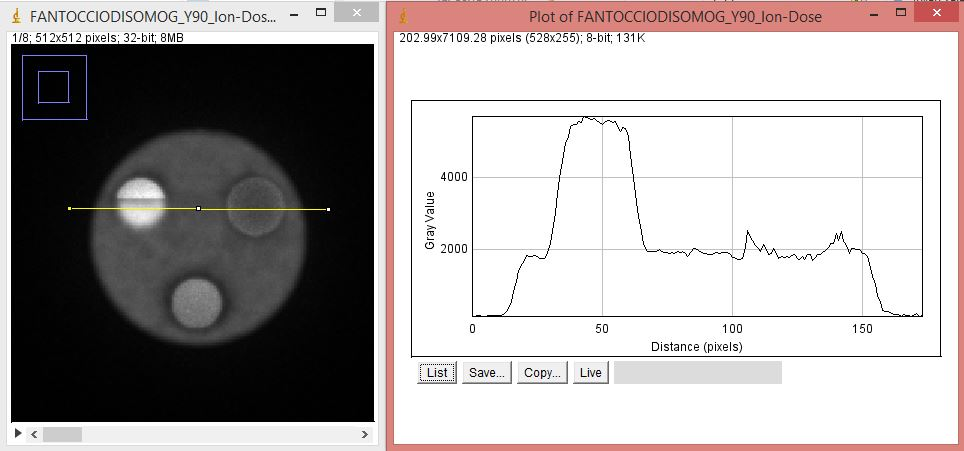 FANTOCCIODISOMOG_Y90_Ion-Dos...
1/8; 512x512 pixels; 32-bit; 8MB
Plot of FANTOCCIODISOMOG_Y90_Ion-Dose
202.99x7109.28 pixels (528x255); 8-bit; 131K
Gray Value
4000
2000
0 50 100 150
Distance (pixels)
List Save... Copy... Live